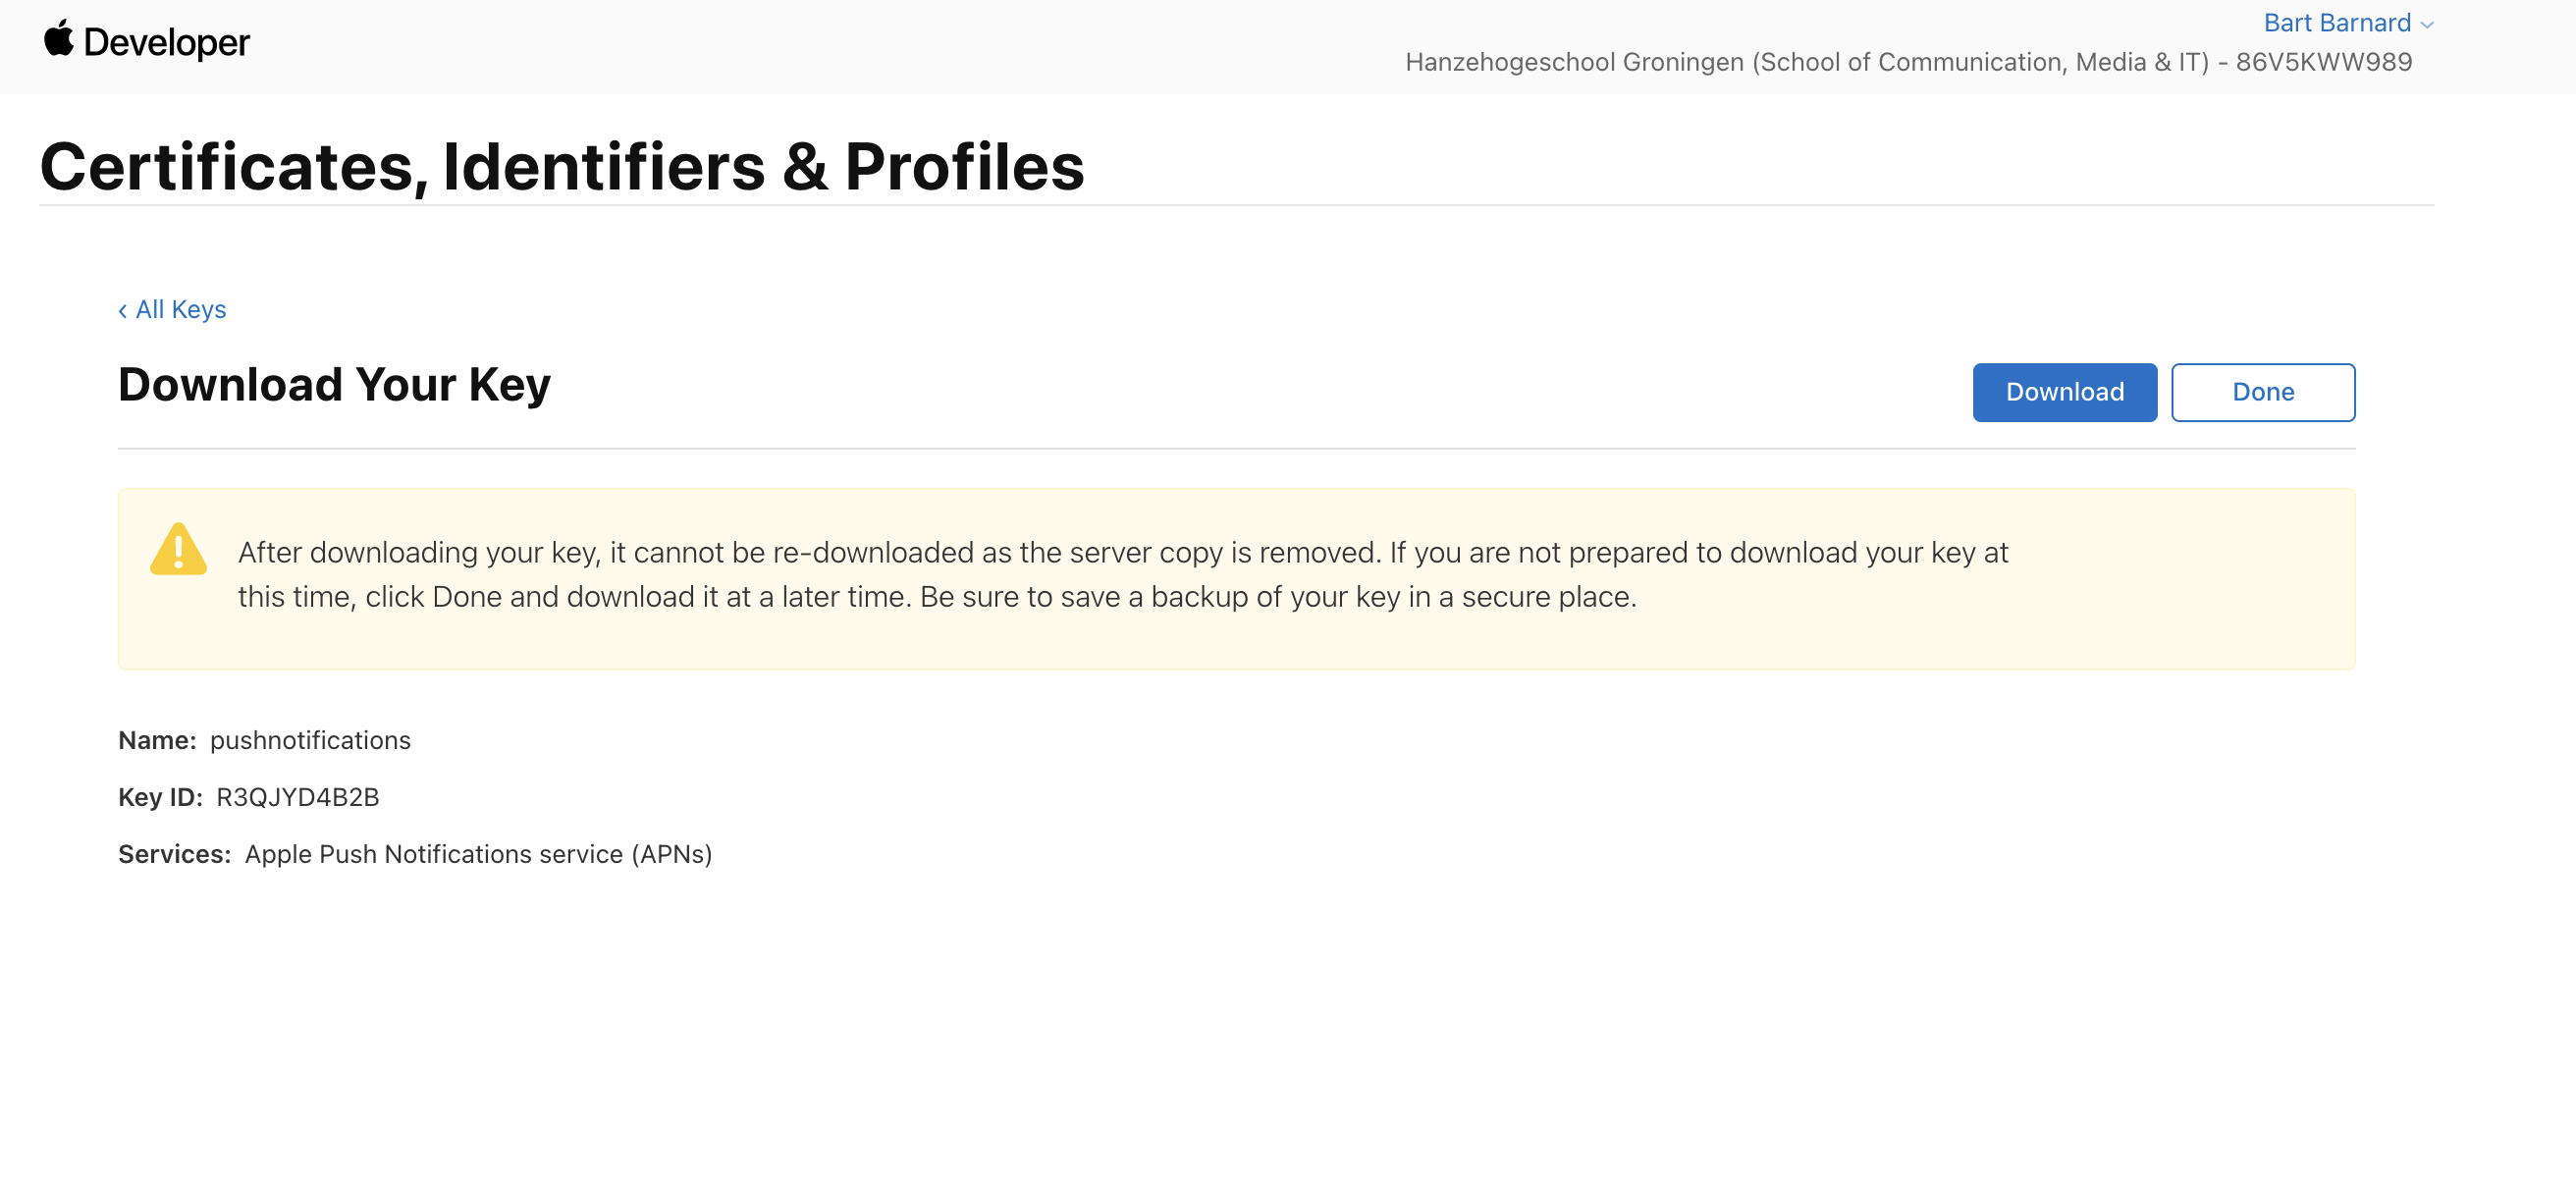 Developer
Bart Barnard
Hanzehogeschool Groningen (School of Communication, Media & IT) - 86V5KWW989
Certificates, Identifiers & Profiles
All Keys
Download Your Key
Download
Done
After downloading your key, it cannot be re-downloaded as the server copy is removed. If you are not prepared to download your key at
this time, click Done and download it at a later time. Be sure to save a backup of your key in a secure place.
Name: pushnotifications
Key ID: R3QJYD4B2B
Services: Apple Push Notifications service (APNs)